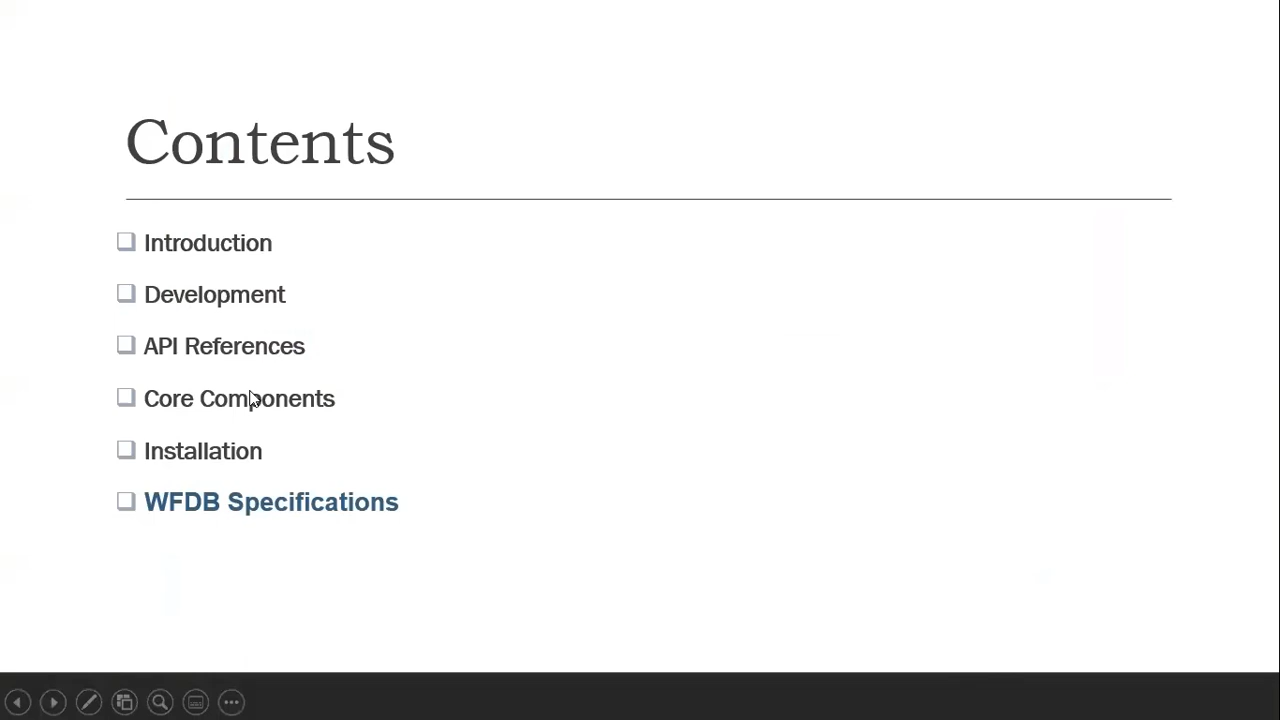 Contents
Introduction
Development
API References
Core Components
Installation
WFDB Specifications